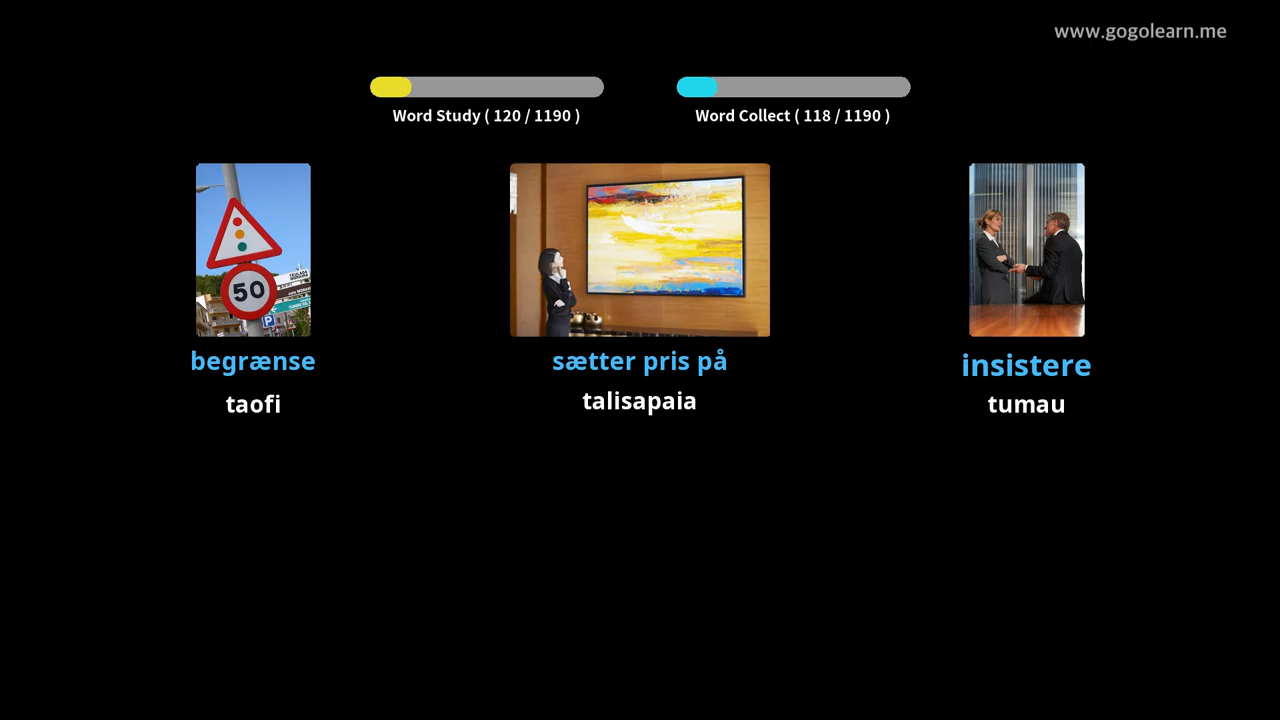 www.gogolearn.me
Word Study ( 120 / 1190 )
Word Collect ( 118 / 1190 )
50
P
begrænse
sætter pris på
insistere
taofi
talisapaia
tumau